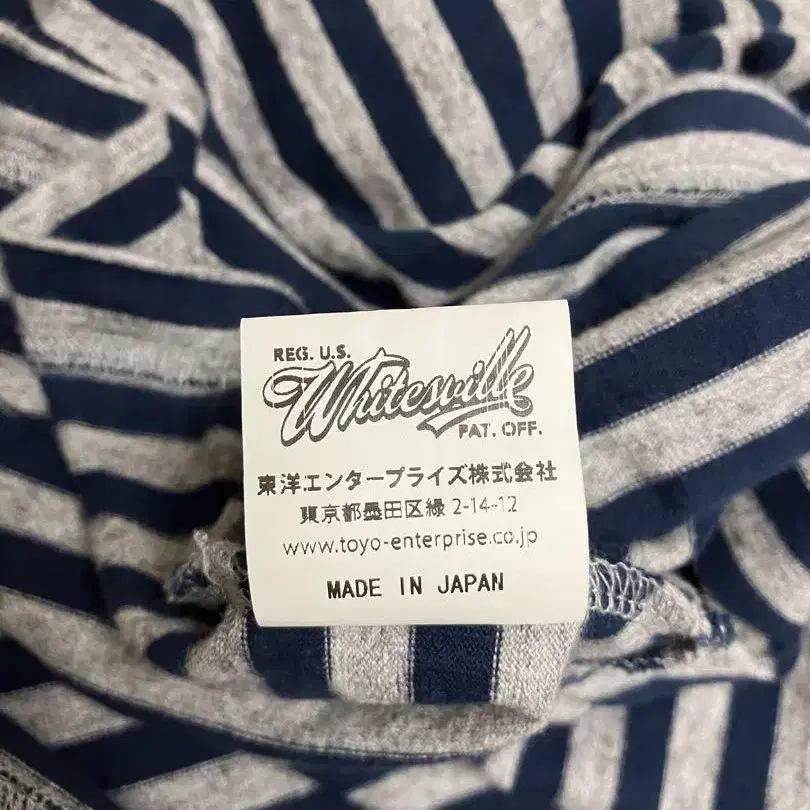 REG. U.S.
Whitesville
PAT. OFF.
東洋エンタープライズ株式会社
東京都墨田区緑 2-14-12
www.toyo-enterprise.co.jp
MADE IN JAPAN